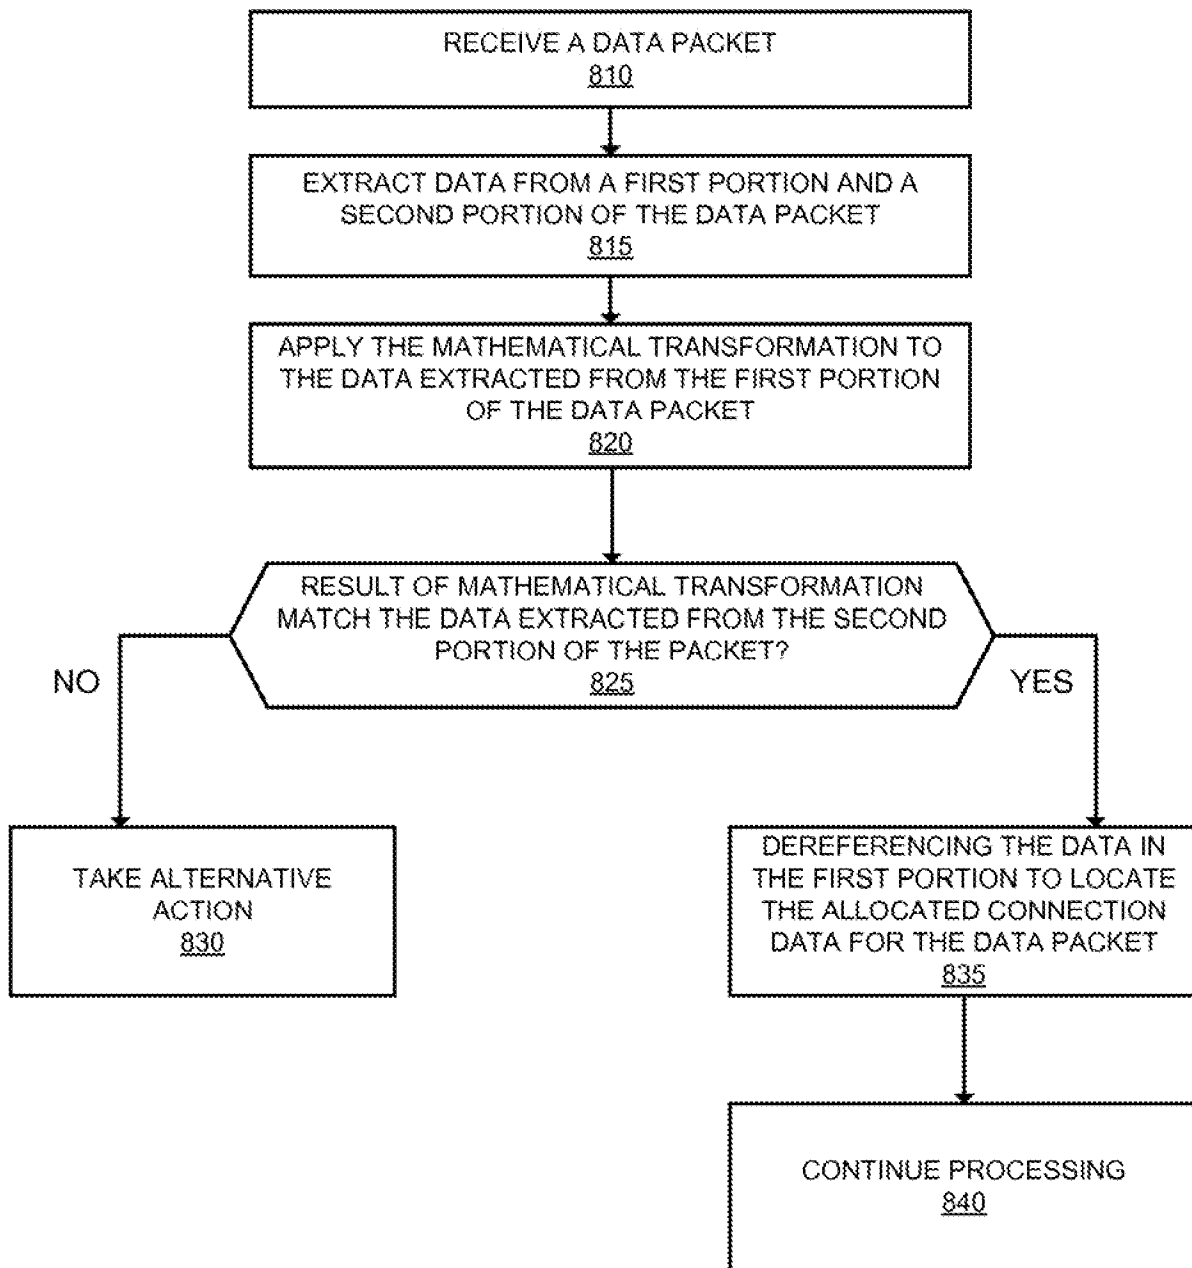 RECEIVE A DATA PACKET
810
EXTRACT DATA FROM A FIRST PORTION AND A
SECOND PORTION OF THE DATA PACKET
815
APPLY THE MATHEMATICAL TRANSFORMATION TO
THE DATA EXTRACTED FROM THE FIRST PORTION
OF THE DATA PACKET
820
RESULT OF MATHEMATICAL TRANSFORMATION
MATCH THE DATA EXTRACTED FROM THE SECOND
PORTION OF THE PACKET?
825
NO
YES
TAKE ALTERNATIVE
ACTION
830
DEREFERENCING THE DATA IN
THE FIRST PORTION TO LOCATE
THE ALLOCATED CONNECTION
DATA FOR THE DATA PACKET
835
CONTINUE PROCESSING
840